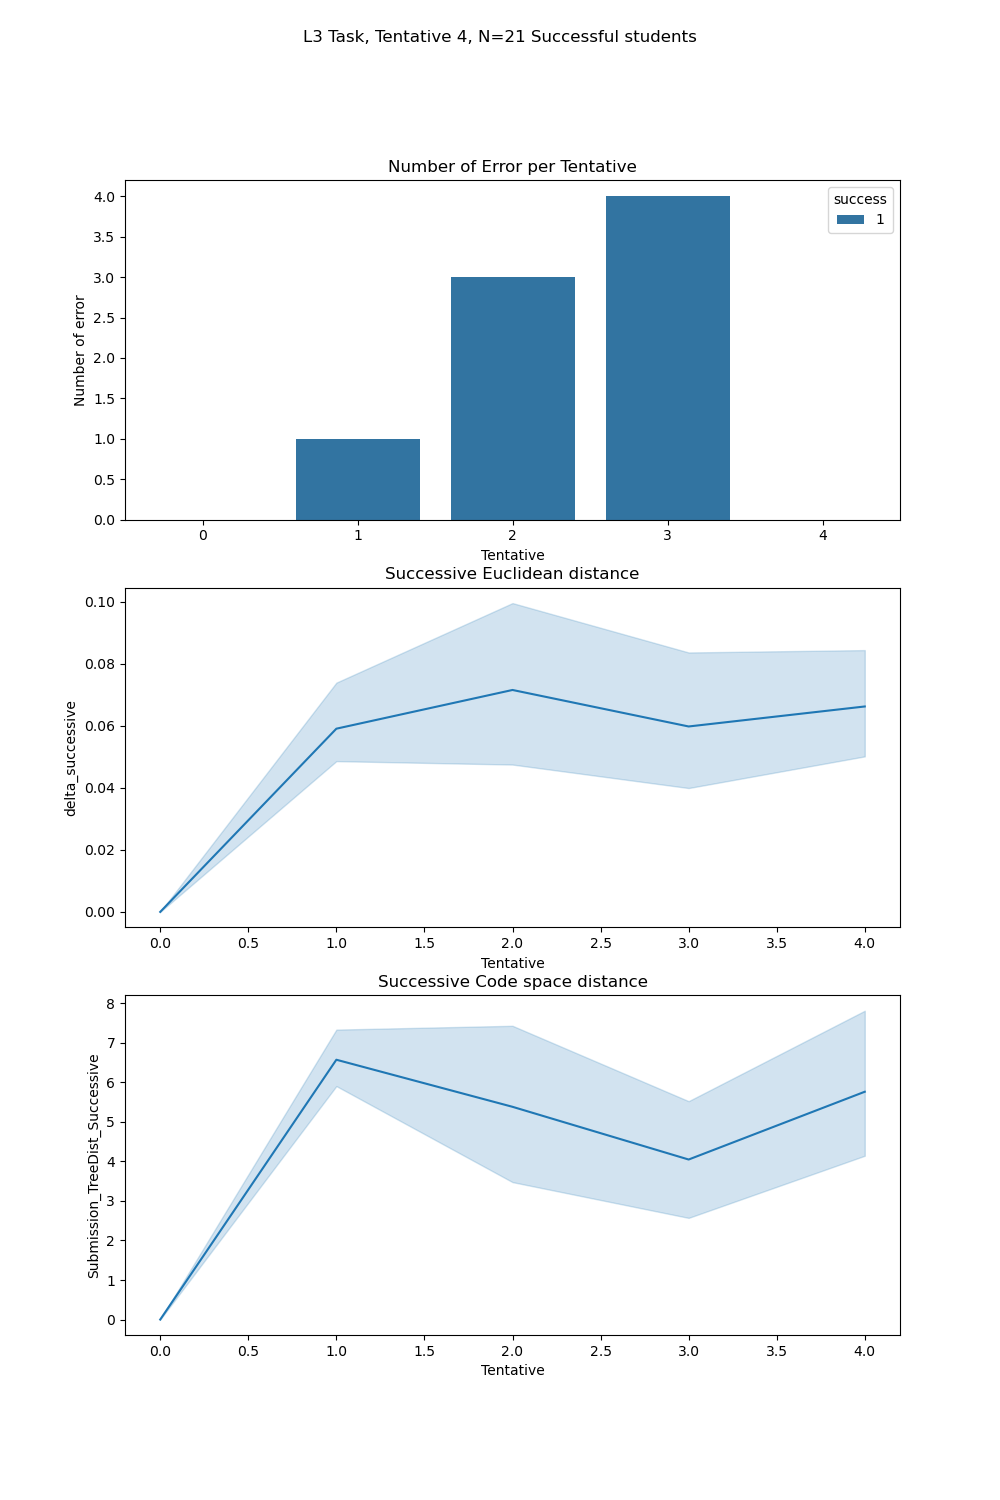 L3 Task, Tentative 4, N=21 Successful students
Number of Error per Tentative
4.0
3.5
3.0
2.5
2.0
1.5
1.0
0.5
0.0
Number of error
success
1
0 1 2 3 4
Tentative
Successive Euclidean distance
0.10
0.08
0.06
0.04
0.02
0.00
delta_successive
0.0 0.5 1.0 1.5 2.0 2.5 3.0 3.5 4.0
Tentative
Successive Code space distance
8
7
6
5
4
3
2
1
0
Submission_TreeDist_Successive
0.0 0.5 1.0 1.5 2.0 2.5 3.0 3.5 4.0
Tentative